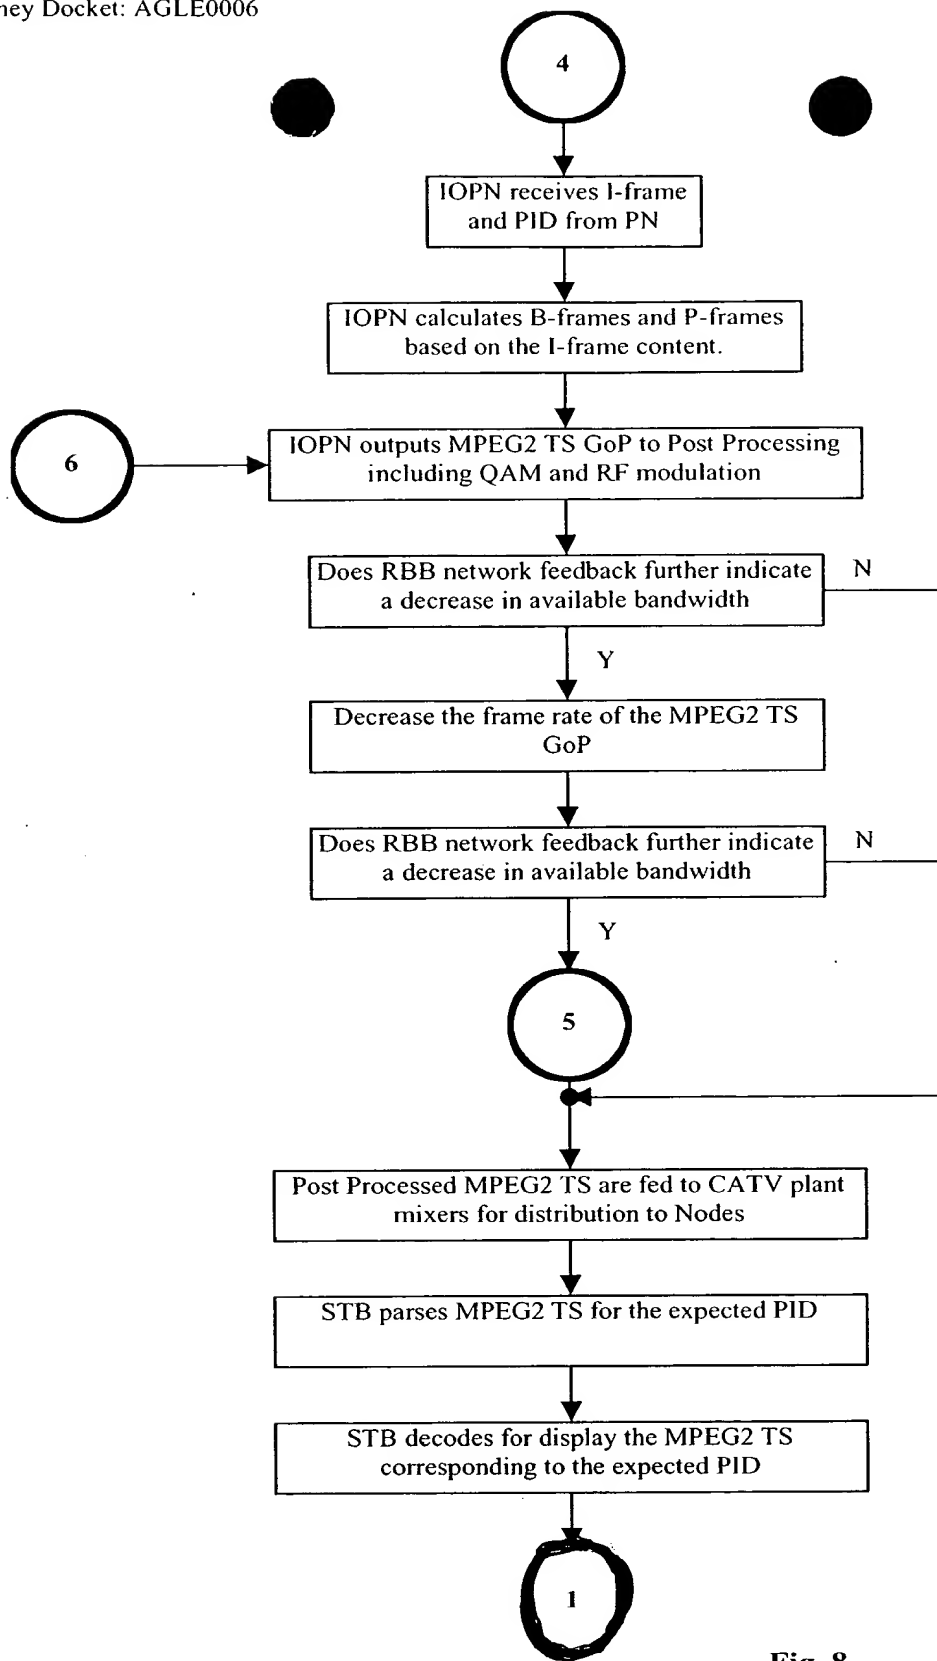 ney Docket: AGLE0006
4
IOPN receives I-frame
and PID from PN
IOPN calculates B-frames and P-frames
based on the I-frame content.
6
IOPN outputs MPEG2 TS GoP to Post Processing
including QAM and RF modulation
Does RBB network feedback further indicate
a decrease in available bandwidth
N
Y
Decrease the frame rate of the MPEG2 TS
GoP
Does RBB network feedback further indicate
a decrease in available bandwidth
N
Y
5
Post Processed MPEG2 TS are fed to CATV plant
mixers for distribution to Nodes
STB parses MPEG2 TS for the expected PID
STB decodes for display the MPEG2 TS
corresponding to the expected PID
1
Fig. 8